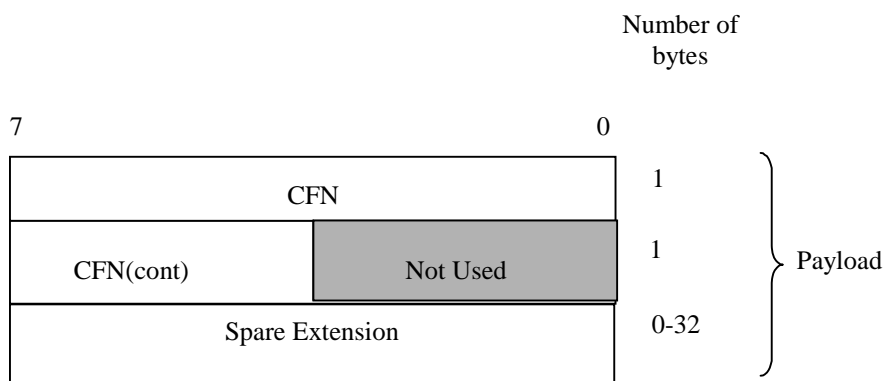 Number of
bytes
7 0
CFN 1
CFN(cont) Not Used 1
Payload
Spare Extension 0-32